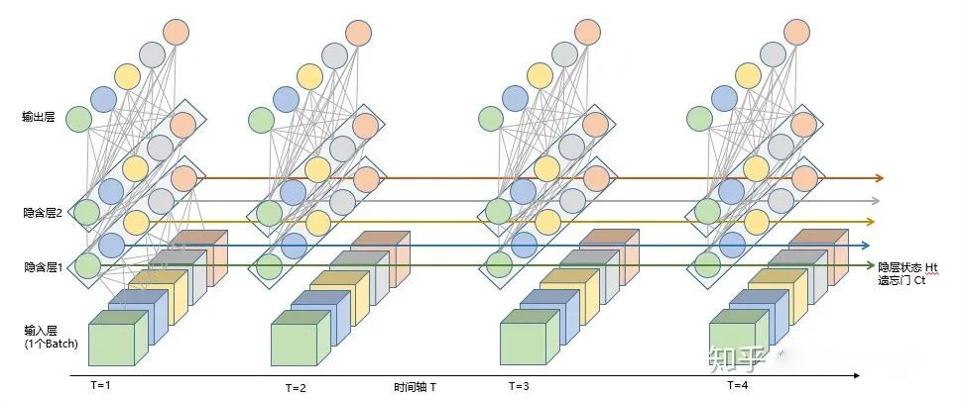 输出层
隐含层2
隐含层1
隐层状态 Ht
遗忘门 Ct
输入层
(1个Batch)
知乎
T=1
T=2
时间轴 T
T=3
T=4